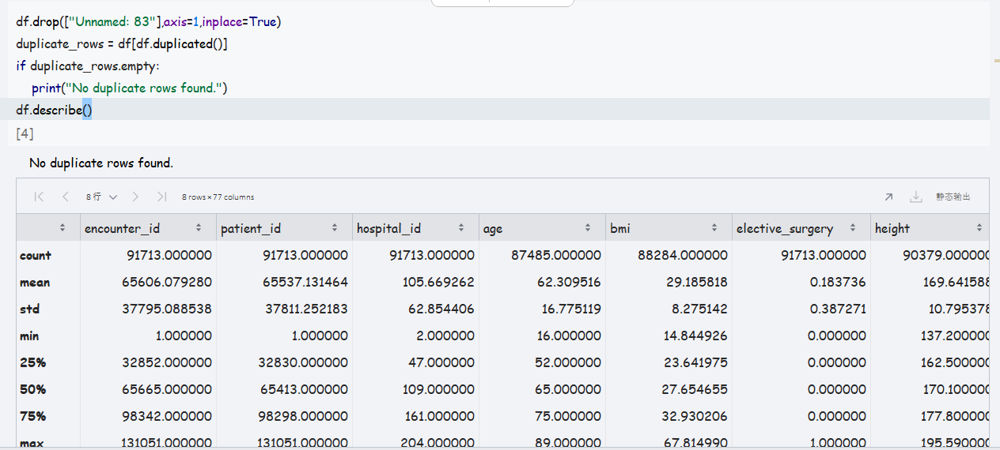 df.drop(["Unnamed: 83"],axis=1,inplace=True)
duplicate_rows = df[df.duplicated()]
if duplicate_rows.empty:
    print("No duplicate rows found.")
df.describe()
[4]
No duplicate rows found.
8 行 8 rows × 77 columns 静态输出
encounter_id patient_id hospital_id age bmi elective_surgery height
count 91713.000000 91713.000000 91713.000000 87485.000000 88284.000000 91713.000000 90379.000000
mean 65606.079280 65537.131464 105.669262 62.309516 29.185818 0.183736 169.641588
std 37795.088538 37811.252183 62.854406 16.775119 8.275142 0.387271 10.795378
min 1.000000 1.000000 2.000000 16.000000 14.844926 0.000000 137.200000
25% 32852.000000 32830.000000 47.000000 52.000000 23.641975 0.000000 162.500000
50% 65665.000000 65413.000000 109.000000 65.000000 27.654655 0.000000 170.100000
75% 98342.000000 98298.000000 161.000000 75.000000 32.930206 0.000000 177.800000
max 131051.000000 131051.000000 204.000000 89.000000 67.814990 1.000000 195.590000